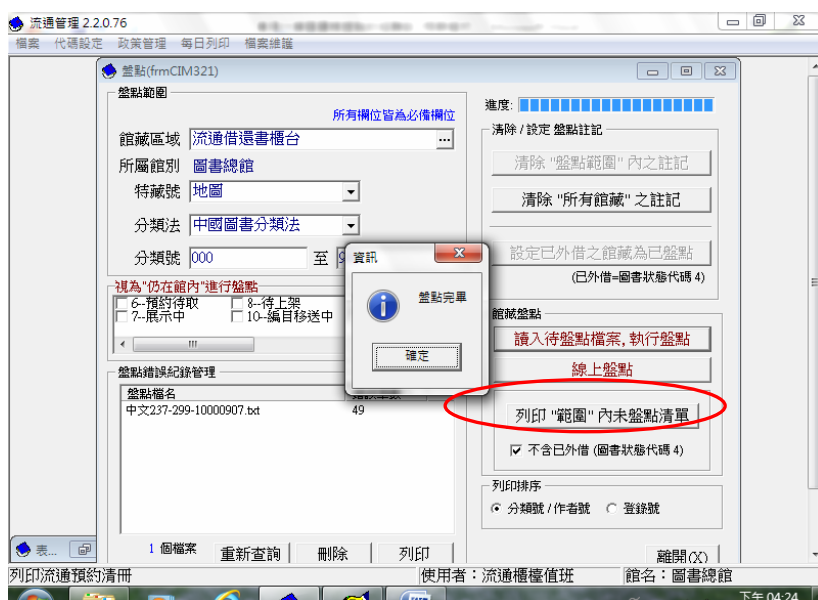 流通管理 2.2.0.76
檔案 代碼設定 政策管理 每日列印 檔案維護
盤點(frmCIM321)
盤點範圍
所有欄位皆為必備欄位
館藏區域 流通借還書櫃台 ...
所屬館別 圖書總館
特藏號 地圖
分類法 中國圖書分類法
分類號 000 至 9
視為"仍在館內"進行盤點
6--預約待取 8--待上架
7--展示中 10--編目移送中
盤點錯誤紀錄管理
盤點檔名
中文237-299-10000907.txt 49
1 個檔案 重新查詢 刪除 列印
資訊
盤點完畢
確定
進度:
清除 / 設定 盤點註記
清除 "盤點範圍" 內之註記
清除 "所有館藏" 之註記
設定已外借之館藏為已盤點
(已外借=圖書狀態代碼 4)
館藏盤點
讀入待盤點檔案, 執行盤點
線上盤點
列印 "範圍" 內未盤點清單
不含已外借 (圖書狀態代碼 4)
列印排序
分類號 / 作者號 登錄號
離開(X)
表...
列印流通預約清冊 使用者：流通櫃檯值班 館名：圖書總館
下午 04:24